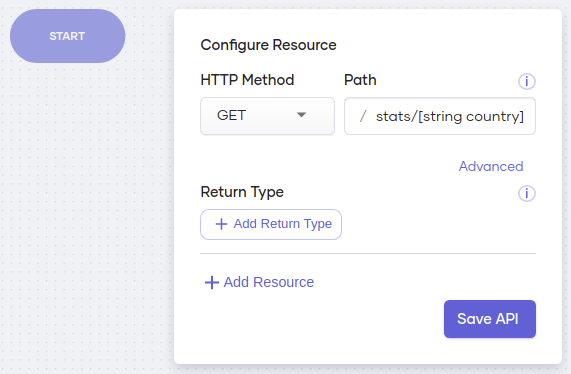 START
Configure Resource
HTTP Method Path i
GET / stats/[string country]
Advanced
Return Type i
+ Add Return Type
+ Add Resource
Save API